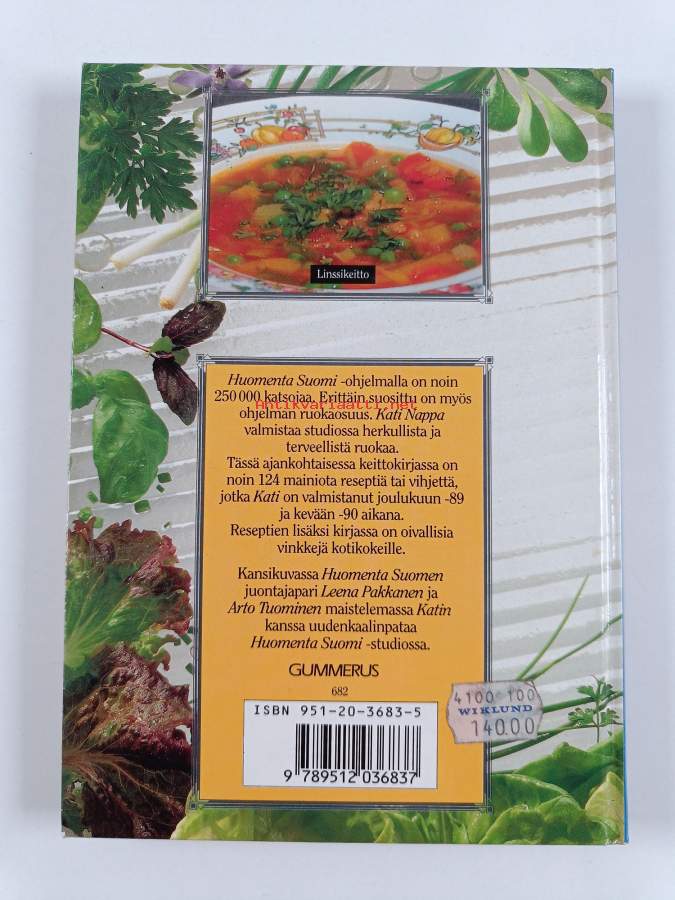 Linssikeitto
Huomenta Suomi -ohjelmalla on noin
250 000 katsojaa. Erittäin suosittu on myös
Antikvariaatti.net
ohjelman ruokaosuus. Kati Nappa
valmistaa studiossa herkullista ja
terveellistä ruokaa.
Tässä ajankohtaisessa keittokirjassa on
noin 124 mainiota reseptiä tai vihjettä,
jotka Kati on valmistanut joulukuun -89
ja kevään -90 aikana.
Reseptien lisäksi kirjassa on oivallisia
vinkkejä kotikokeille.
Kansikuvassa Huomenta Suomen
juontajapari Leena Pakkanen ja
Arto Tuominen maistelemassa Katin
kanssa uudenkaalinpataa
Huomenta Suomi -studiossa.
GUMMERUS
682
ISBN 951-20-3683-5
9 789512 036837
4100 100
WIKLUND
140.00